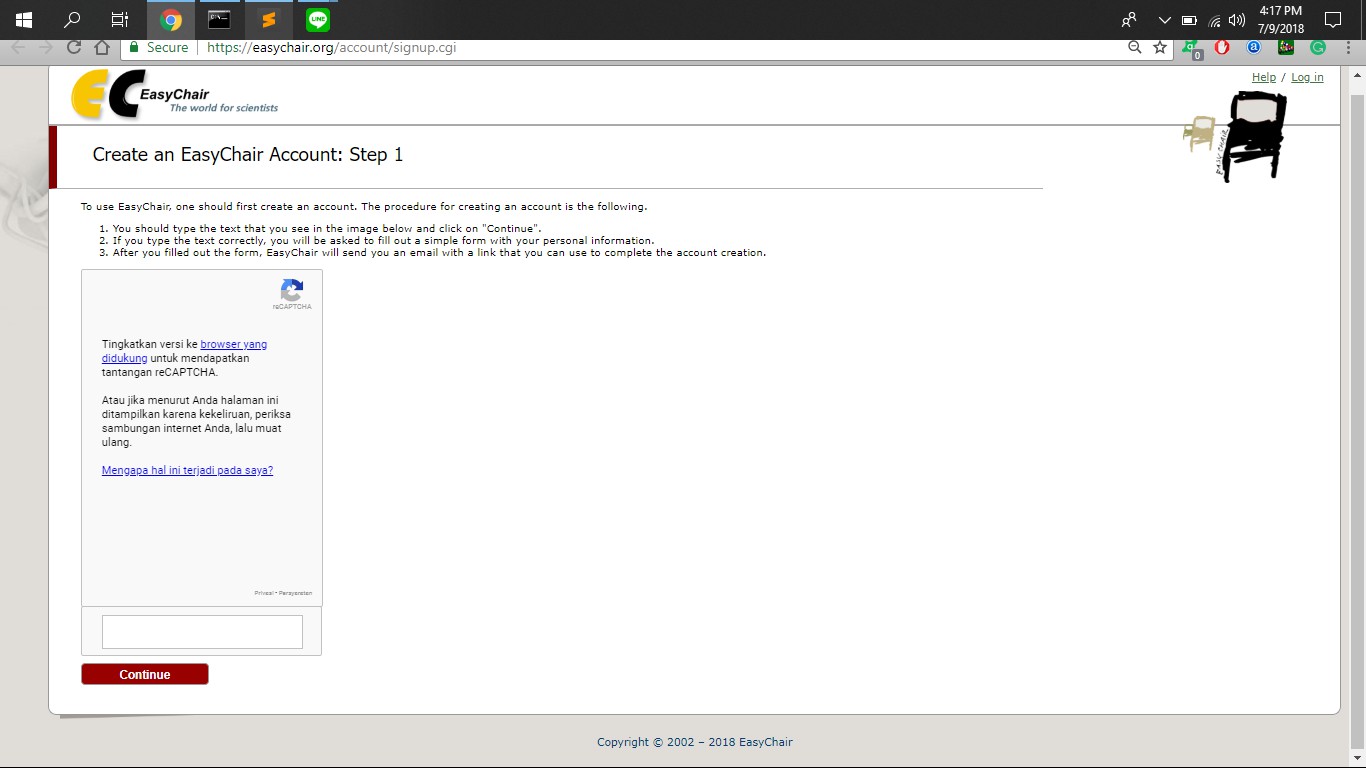 4:17 PM
7/9/2018
LINE
Secure | https://easychair.org/account/signup.cgi
0
EC EasyChair
The world for scientists
Help / Log in
EASY CHAIR
Create an EasyChair Account: Step 1
To use EasyChair, one should first create an account. The procedure for creating an account is the following.
1. You should type the text that you see in the image below and click on "Continue".
2. If you type the text correctly, you will be asked to fill out a simple form with your personal information.
3. After you filled out the form, EasyChair will send you an email with a link that you can use to complete the account creation.
reCAPTCHA
Tingkatkan versi ke browser yang
didukung untuk mendapatkan
tantangan reCAPTCHA.
Atau jika menurut Anda halaman ini
ditampilkan karena kekeliruan, periksa
sambungan internet Anda, lalu muat
ulang.
Mengapa hal ini terjadi pada saya?
Privasi - Persyaratan
Continue
Copyright © 2002 – 2018 EasyChair